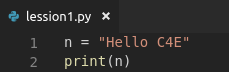 lession1.py ×
1 n = "Hello C4E"
2 print(n)